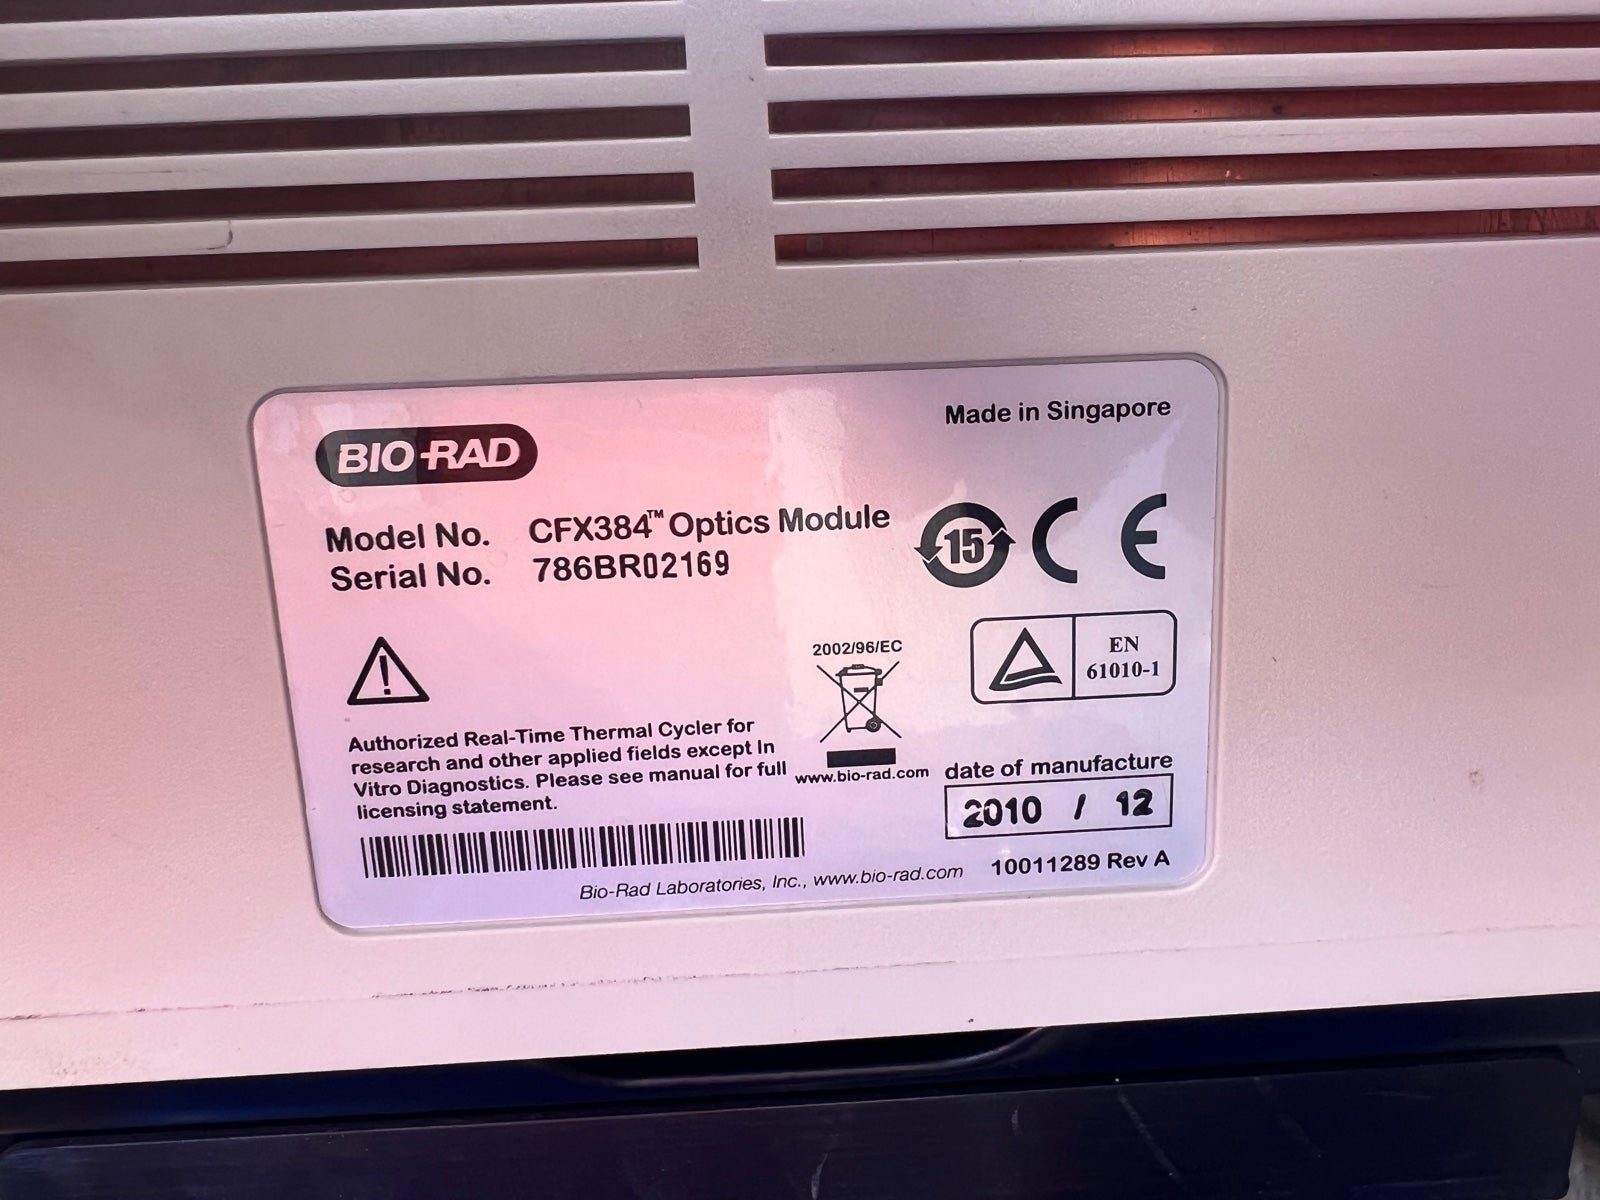 BIO-RAD
Made in Singapore
Model No. CFX384™ Optics Module
Serial No. 786BR02169
15
CE
2002/96/EC
EN
61010-1
Authorized Real-Time Thermal Cycler for
research and other applied fields except In
Vitro Diagnostics. Please see manual for full
licensing statement.
www.bio-rad.com
date of manufacture
2010 / 12
Bio-Rad Laboratories, Inc., www.bio-rad.com
10011289 Rev A